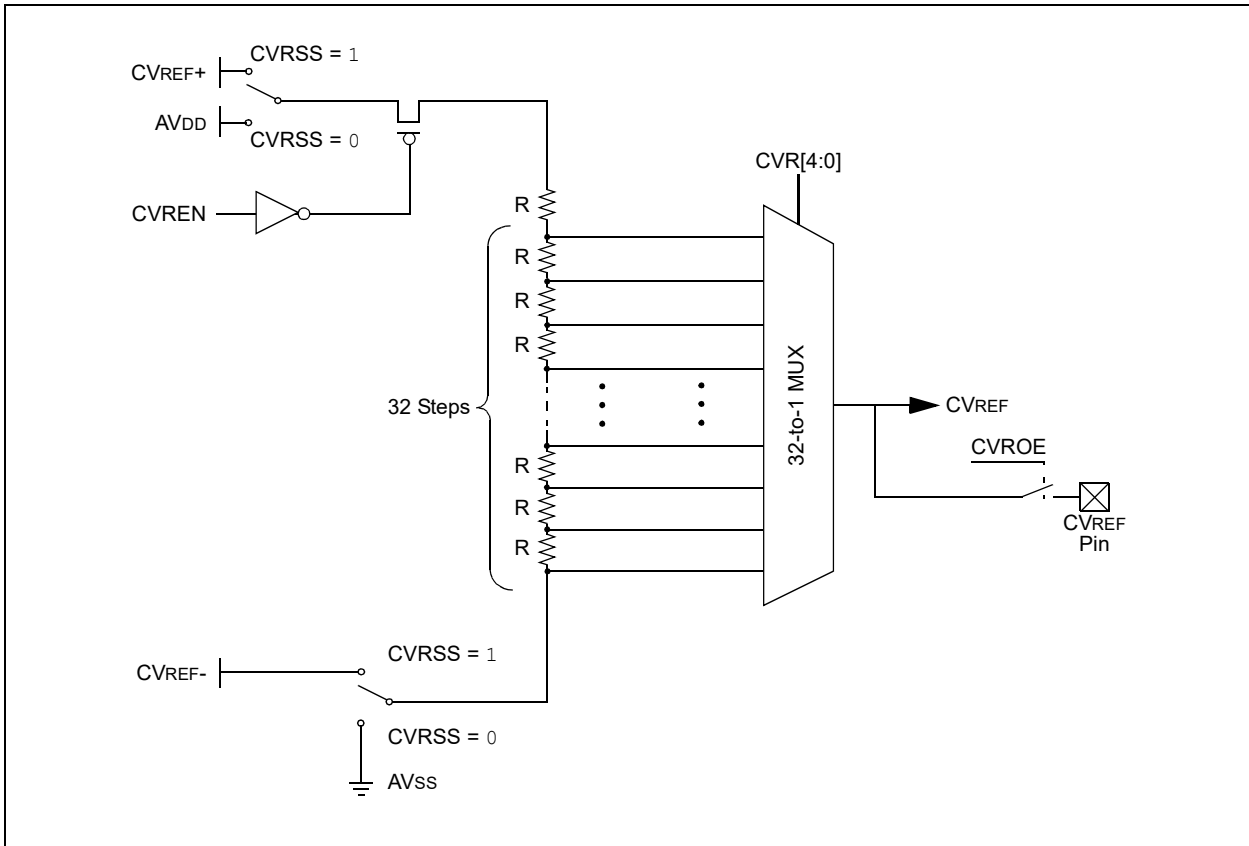 CVRSS = 1
CVREF+
AVDD
CVRSS = 0
CVREN
CVR[4:0]
R
R
R
R
32 Steps
32-to-1 MUX
CVREF
CVROE
R
R
R
CVREF
Pin
CVRSS = 1
CVREF-
CVRSS = 0
AVSS